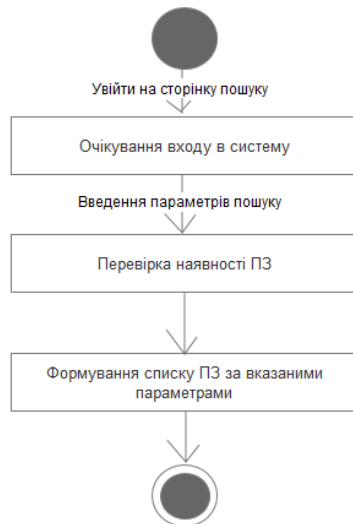 Увійти на сторінку пошуку
Очікування входу в систему
Введення параметрів пошуку
Перевірка наявності ПЗ
Формування списку ПЗ за вказаними
параметрами